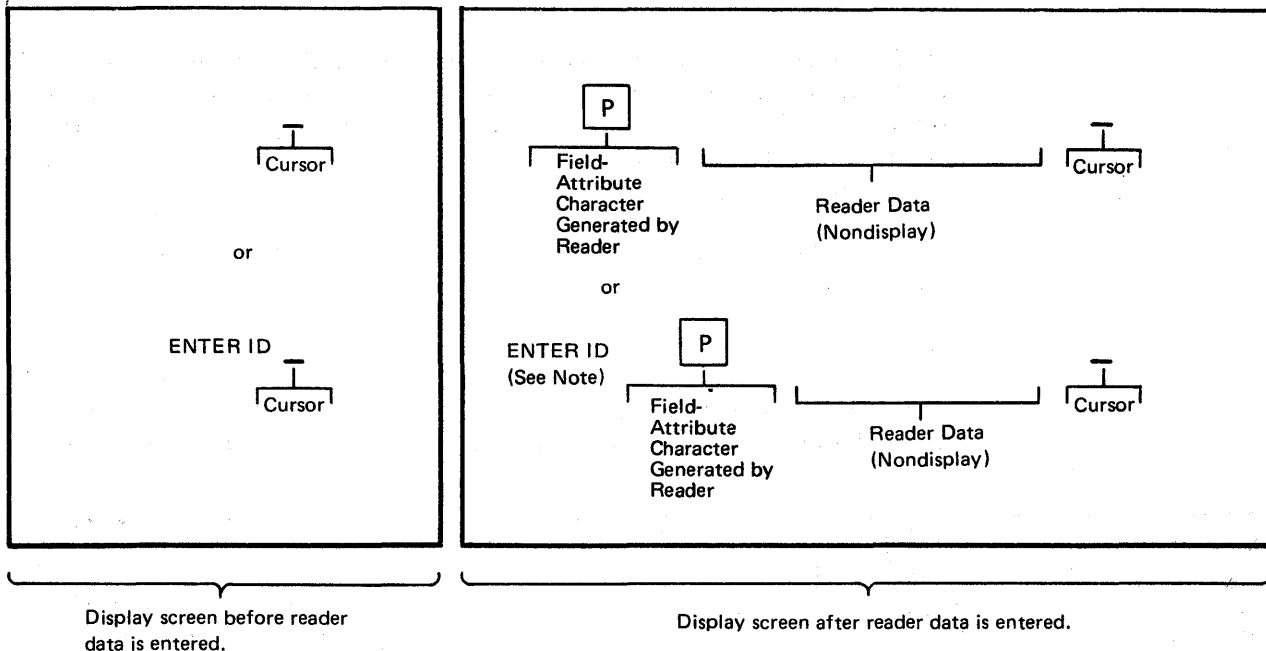 Cursor
or
ENTER ID
Cursor
Display screen before reader
data is entered.
P
Field-
Attribute
Character
Generated by
Reader
Reader Data
(Nondisplay)
Cursor
or
ENTER ID
(See Note)
P
Field-
Attribute
Character
Generated by
Reader
Reader Data
(Nondisplay)
Cursor
Display screen after reader data is entered.